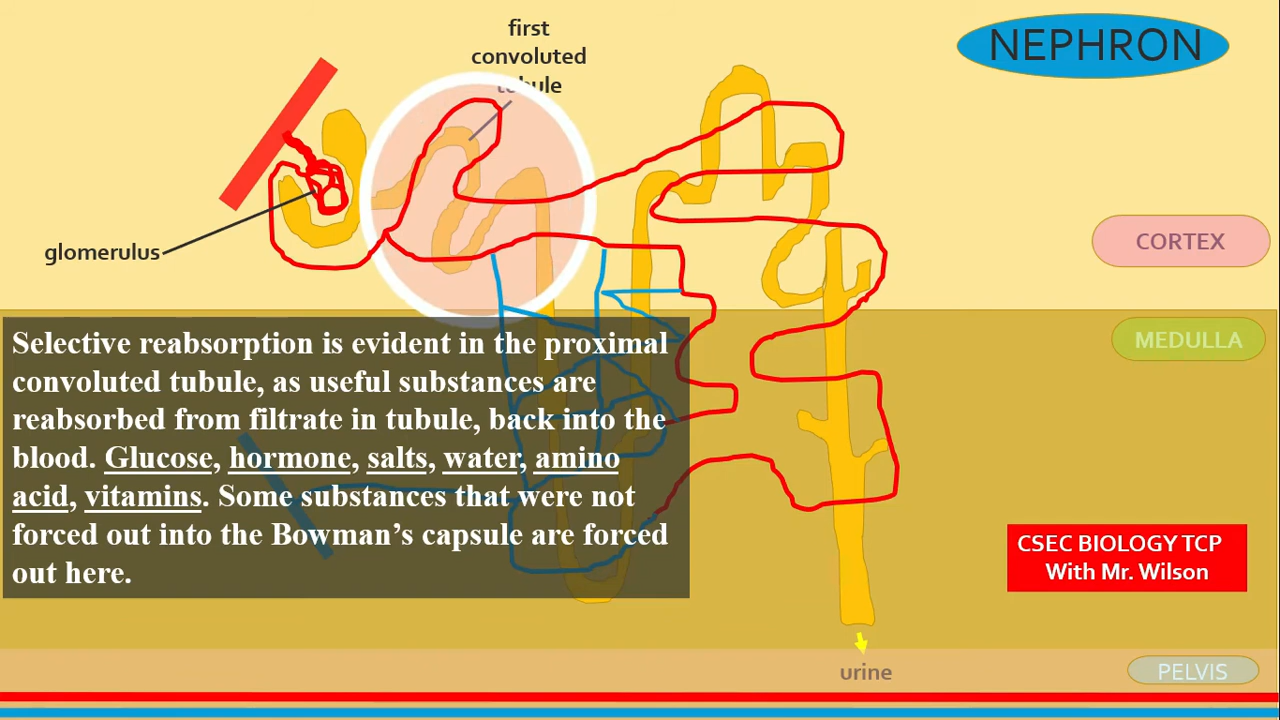 first
convoluted
tubule
NEPHRON
glomerulus
CORTEX
MEDULLA
Selective reabsorption is evident in the proximal
convoluted tubule, as useful substances are
reabsorbed from filtrate in tubule, back into the
blood. Glucose, hormone, salts, water, amino
acid, vitamins. Some substances that were not
forced out into the Bowman’s capsule are forced
out here.
CSEC BIOLOGY TCP
With Mr. Wilson
urine
PELVIS